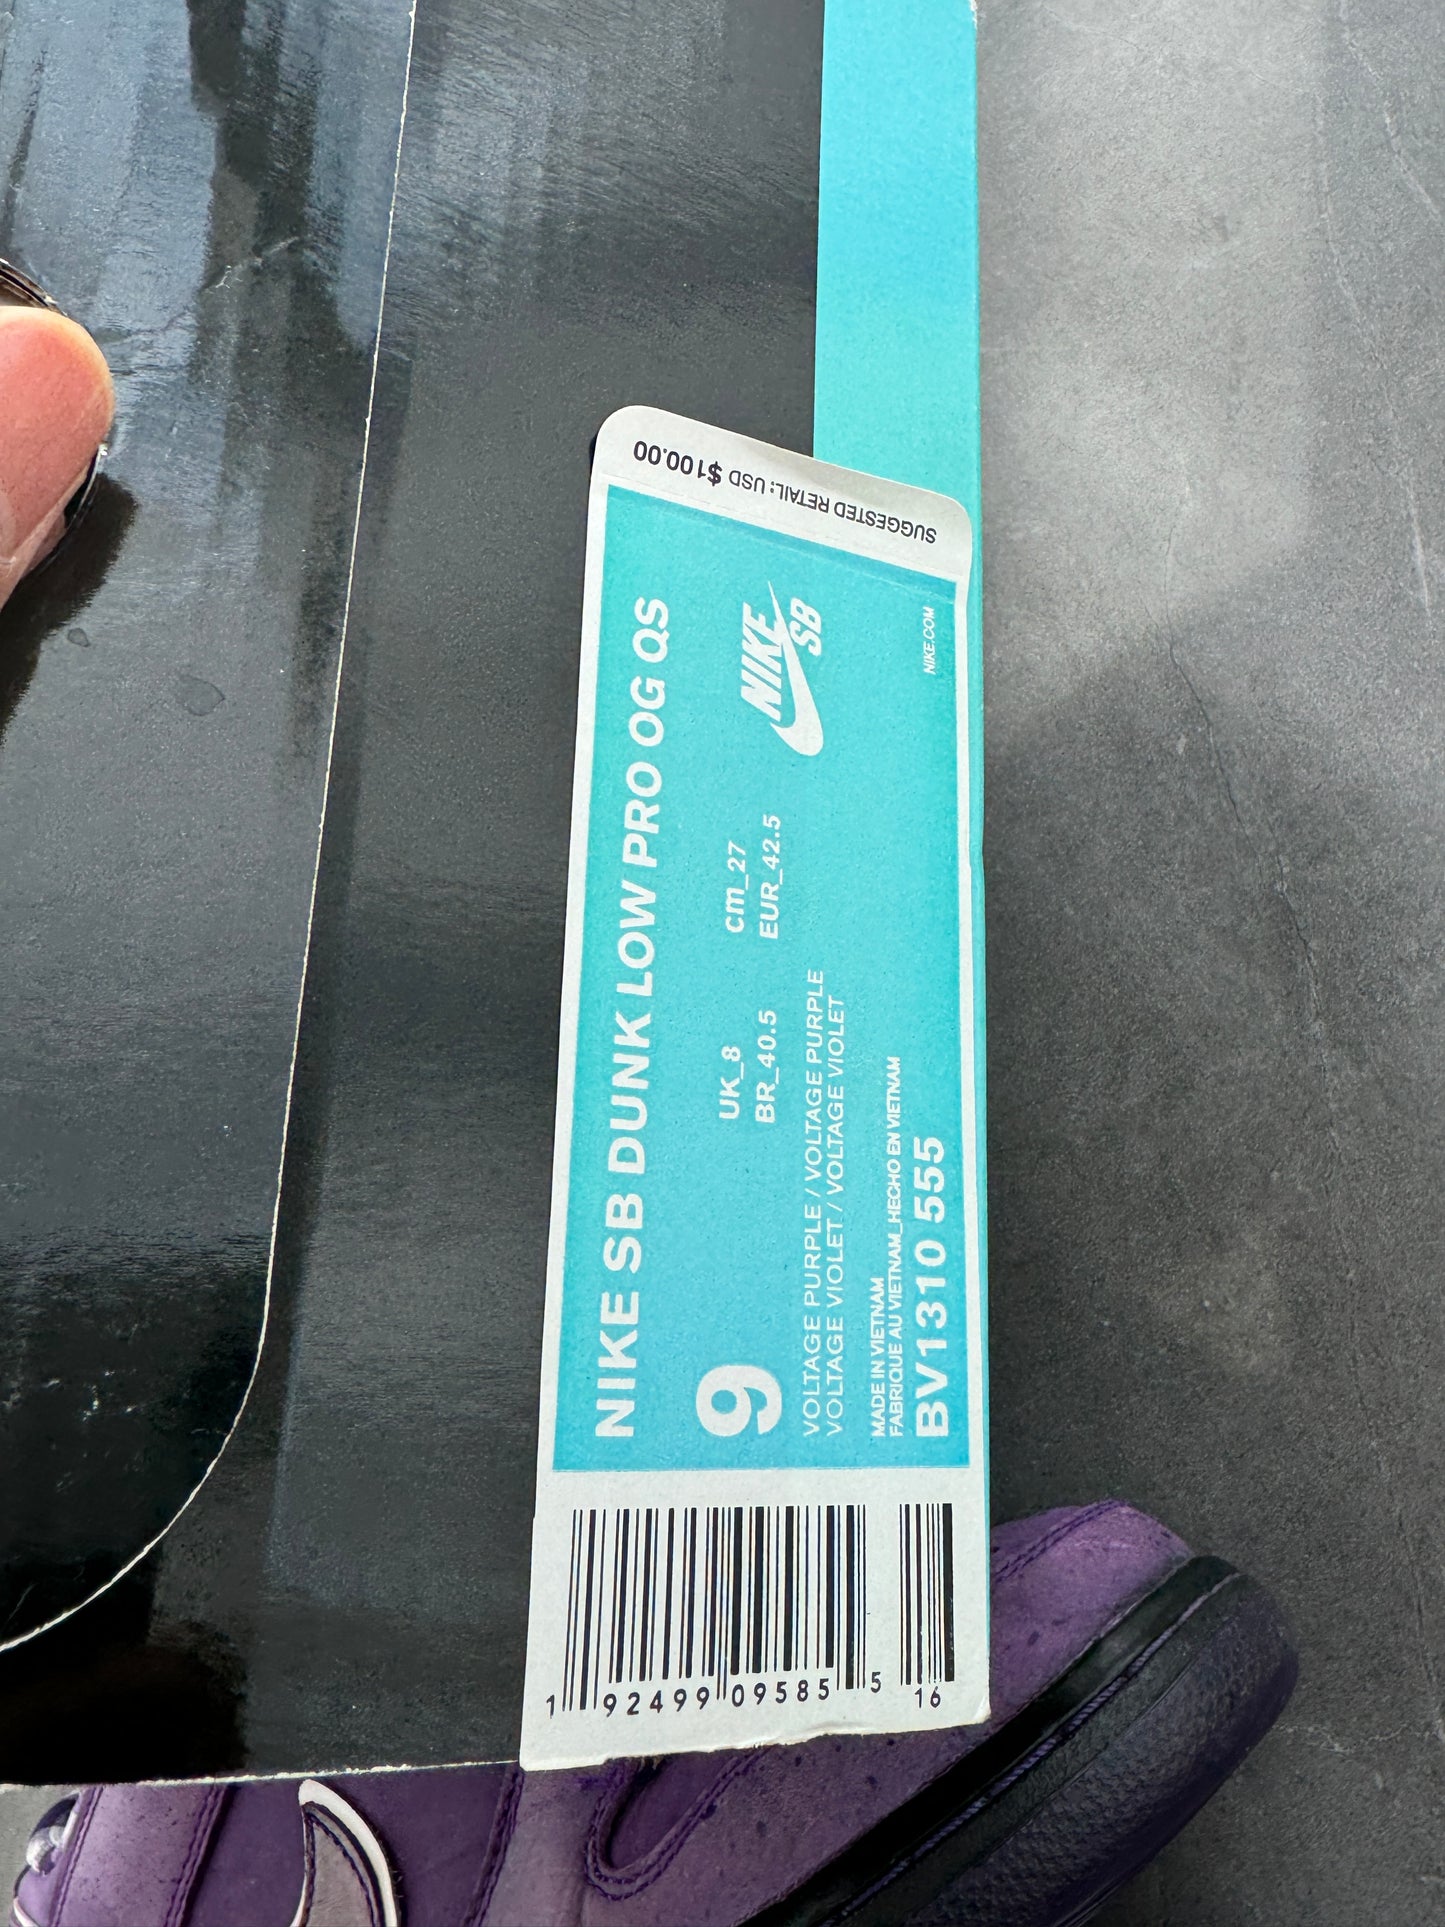 SUGGESTED RETAIL: USD $100.00
NIKE SB DUNK LOW PRO OG QS
NIKE
SB
9
UK_8
cm_27
BR_40.5
EUR_42.5
VOLTAGE PURPLE / VOLTAGE PURPLE
VOLTAGE VIOLET / VOLTAGE VIOLET
MADE IN VIETNAM
FABRIQUE AU VIETNAM_HECHO EN VIETNAM
BV1310 555
NIKE.COM
1 92499 09585 5 16